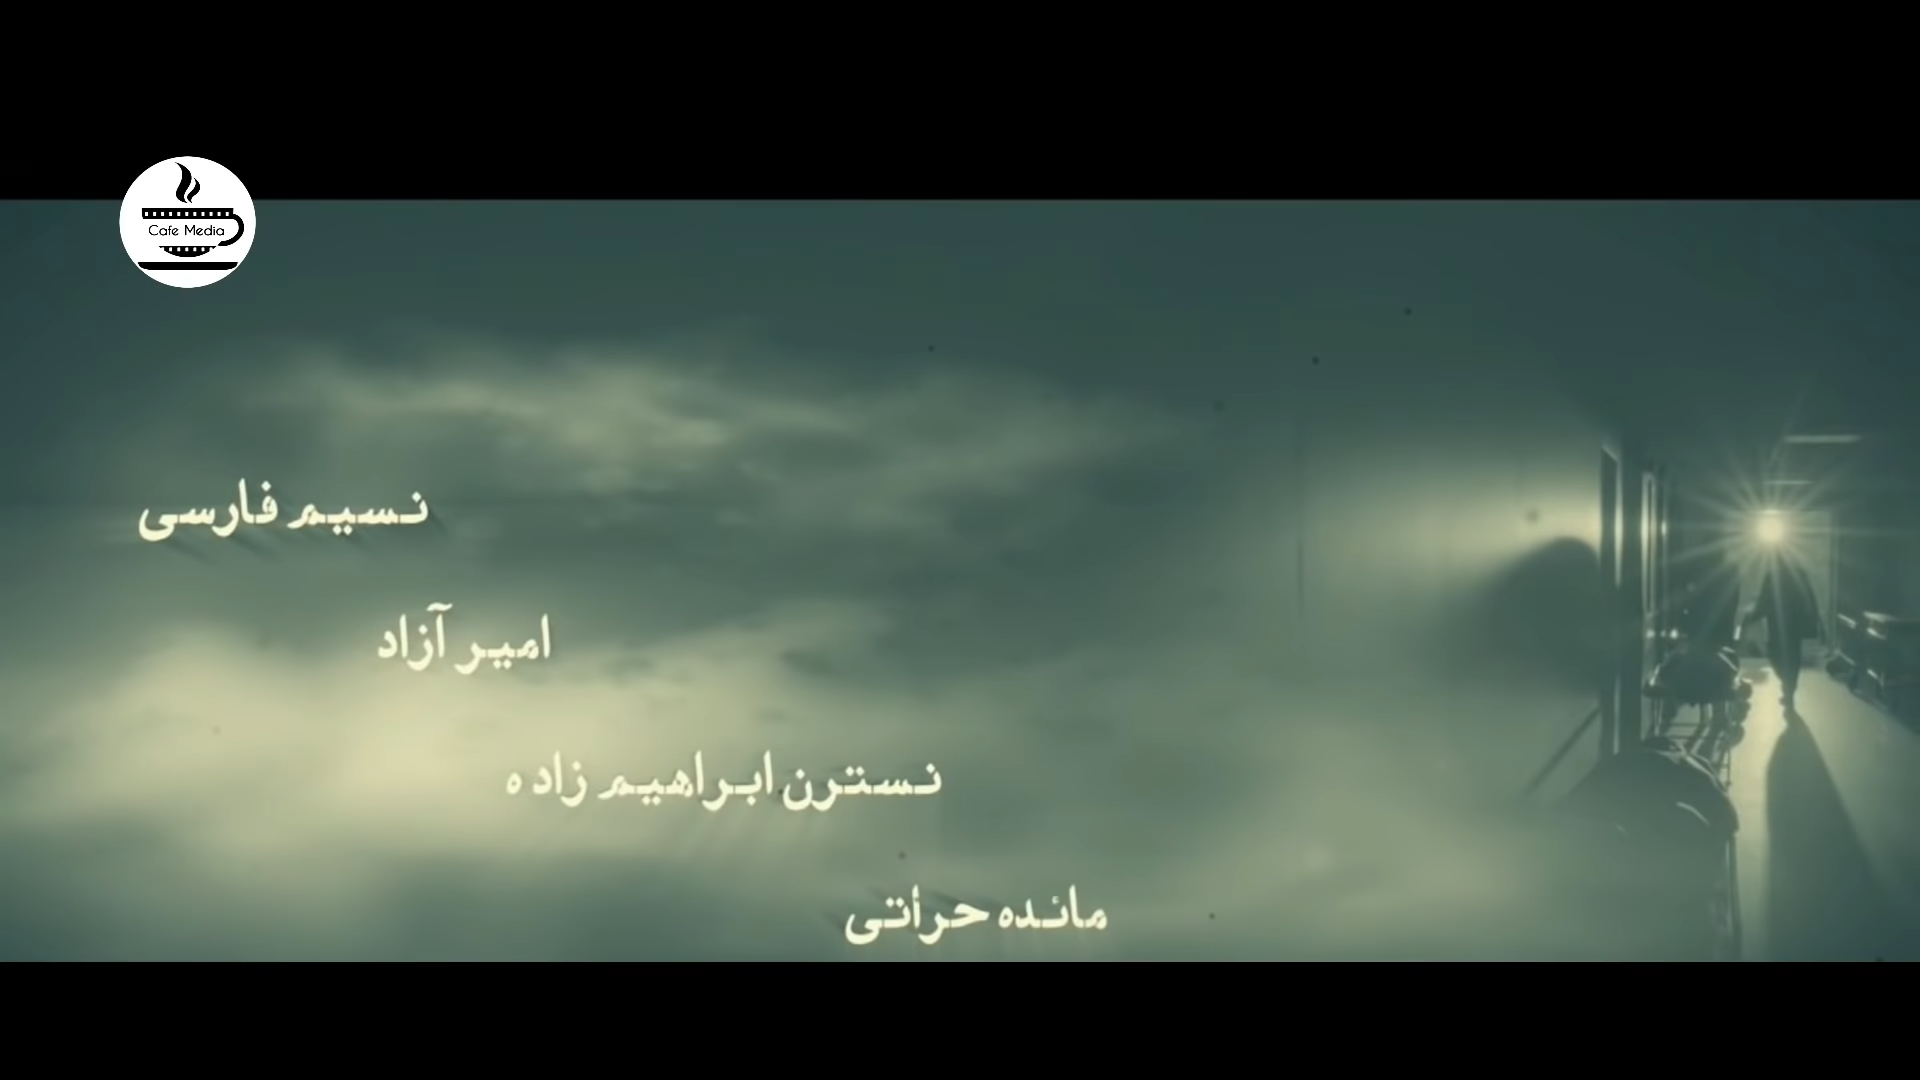 Cafe Media
نسیم فارسی
امیر آزاد
نسترن ابراهیم زاده
مائده حراتی